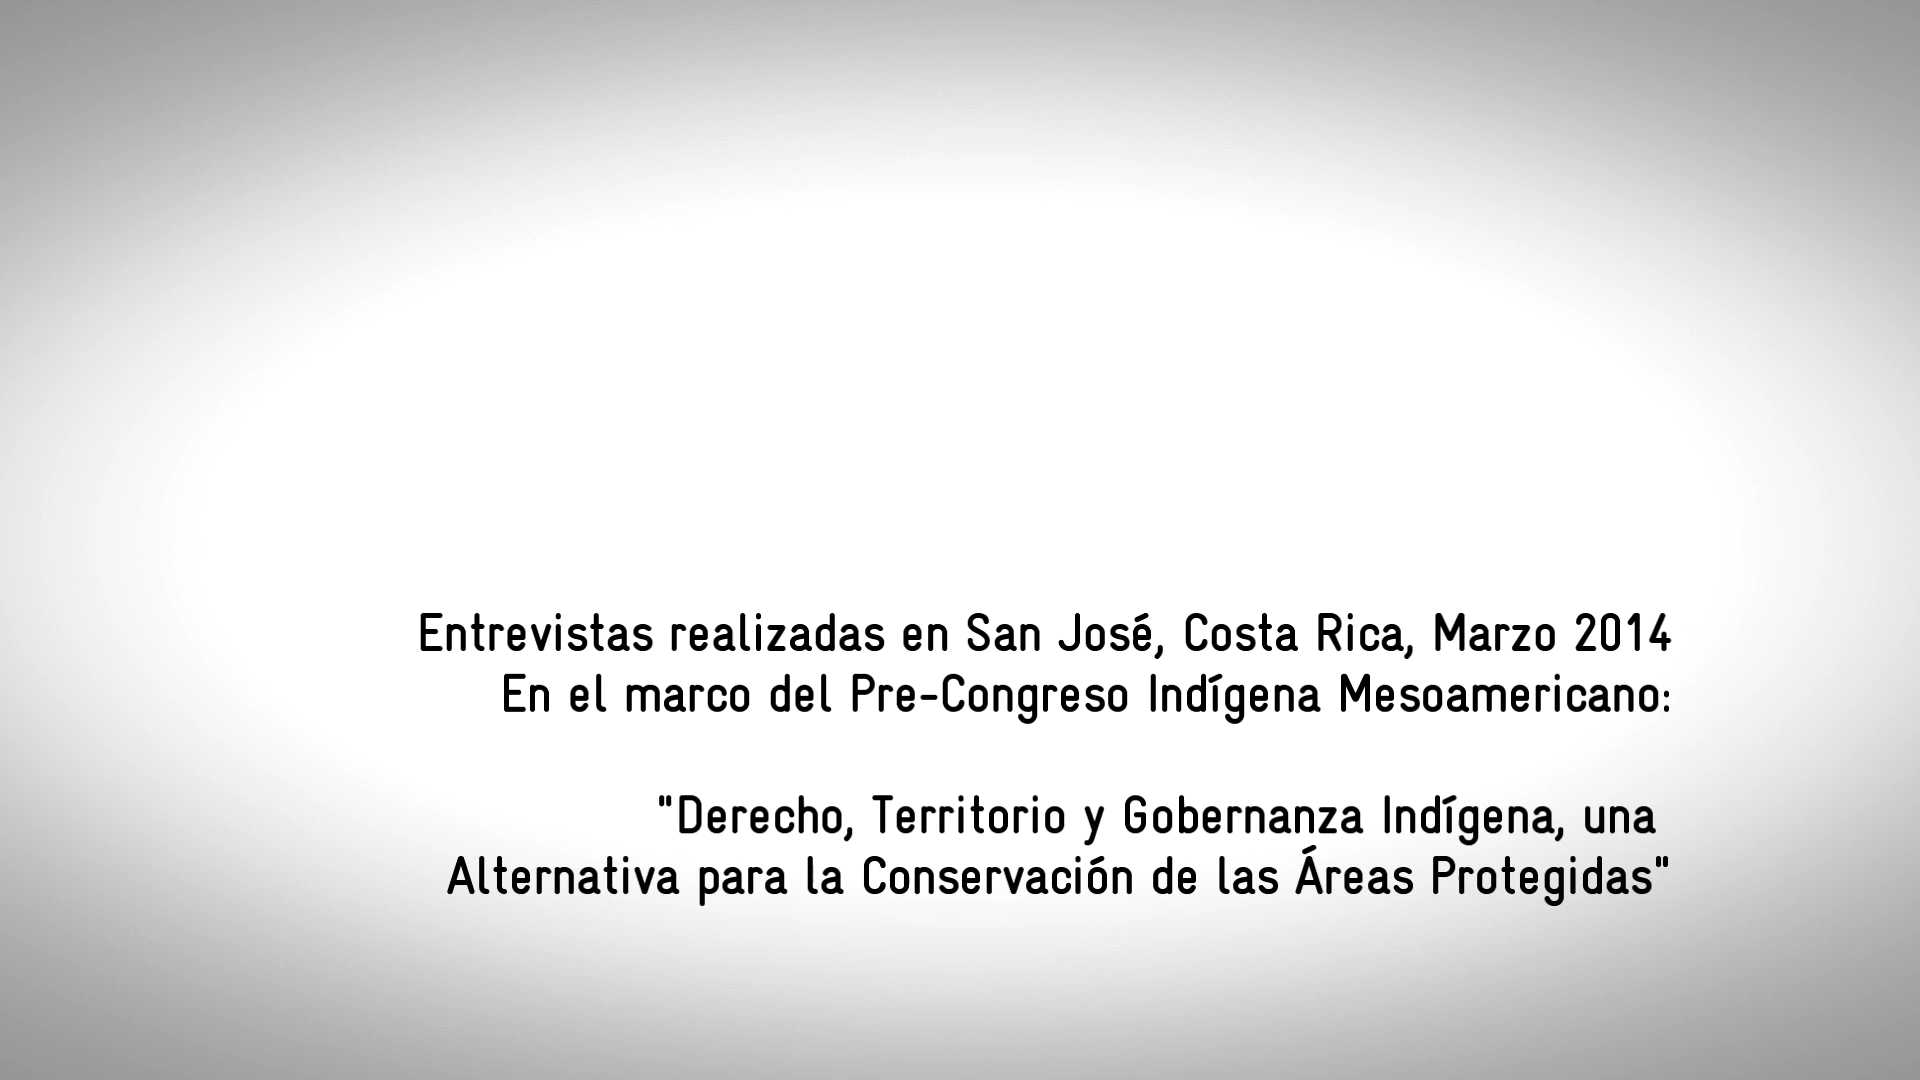 Entrevistas realizadas en San José, Costa Rica, Marzo 2014
En el marco del Pre-Congreso Indígena Mesoamericano:
"Derecho, Territorio y Gobernanza Indígena, una
Alternativa para la Conservación de las Áreas Protegidas"